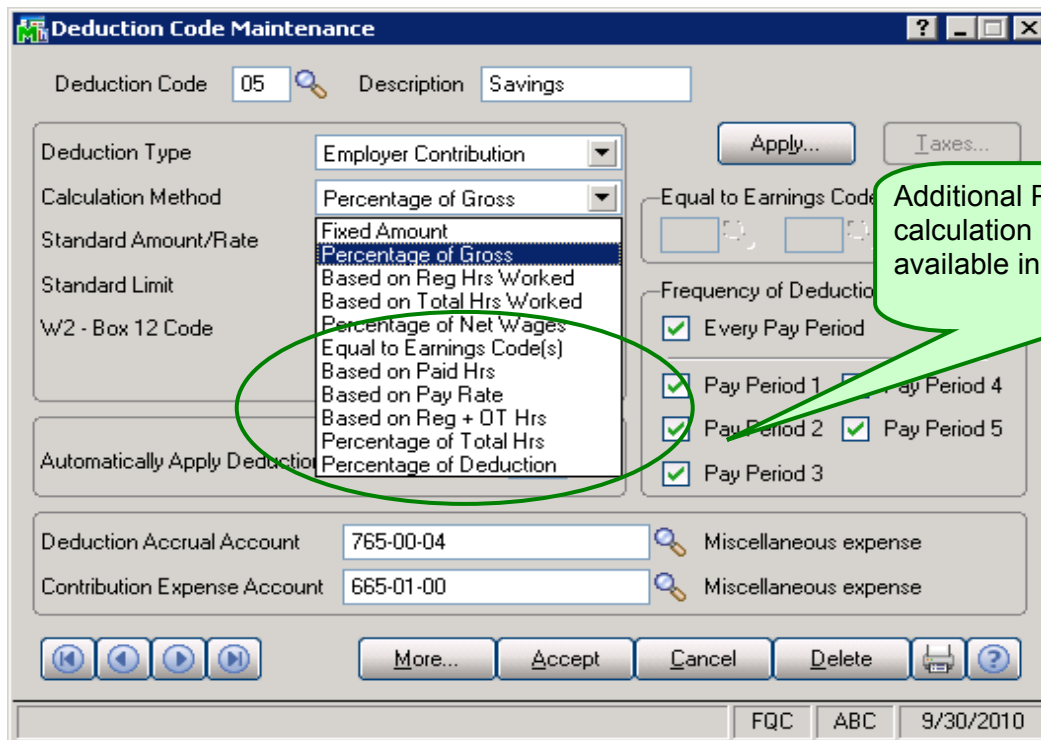 Deduction Code Maintenance
Deduction Code 05 Description Savings
Deduction Type Employer Contribution
Apply... Taxes...
Calculation Method Percentage of Gross
Standard Amount/Rate
Standard Limit
W2 - Box 12 Code
Fixed Amount
Percentage of Gross
Based on Reg Hrs Worked
Based on Total Hrs Worked
Percentage of Net Wages
Equal to Earnings Code(s)
Based on Paid Hrs
Based on Pay Rate
Based on Reg + OT Hrs
Percentage of Total Hrs
Percentage of Deduction
Automatically Apply Deduction
Equal to Earnings Code
Additional
calculation
available in
Frequency of Deductio
Every Pay Period
Pay Period 1 Pay Period 4
Pay Period 2 Pay Period 5
Pay Period 3
Deduction Accrual Account 765-00-04 Miscellaneous expense
Contribution Expense Account 665-01-00 Miscellaneous expense
More... Accept Cancel Delete
FQC ABC 9/30/2010